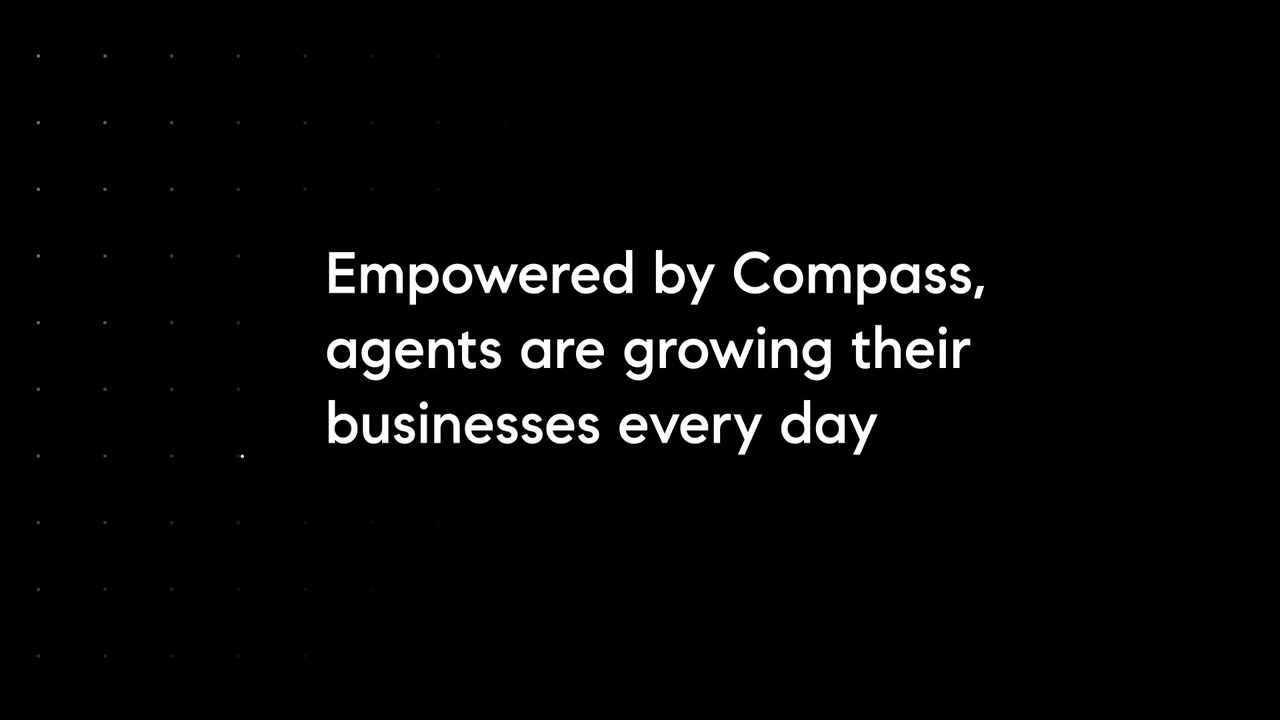 Empowered by Compass,
agents are growing their
businesses every day